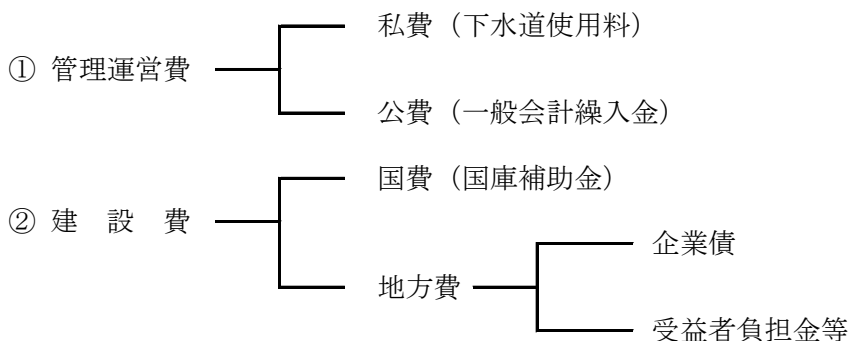 私費（下水道使用料）
① 管理運営費
公費（一般会計繰入金）
国費（国庫補助金）
② 建　設　費
企業債
地方費
受益者負担金等